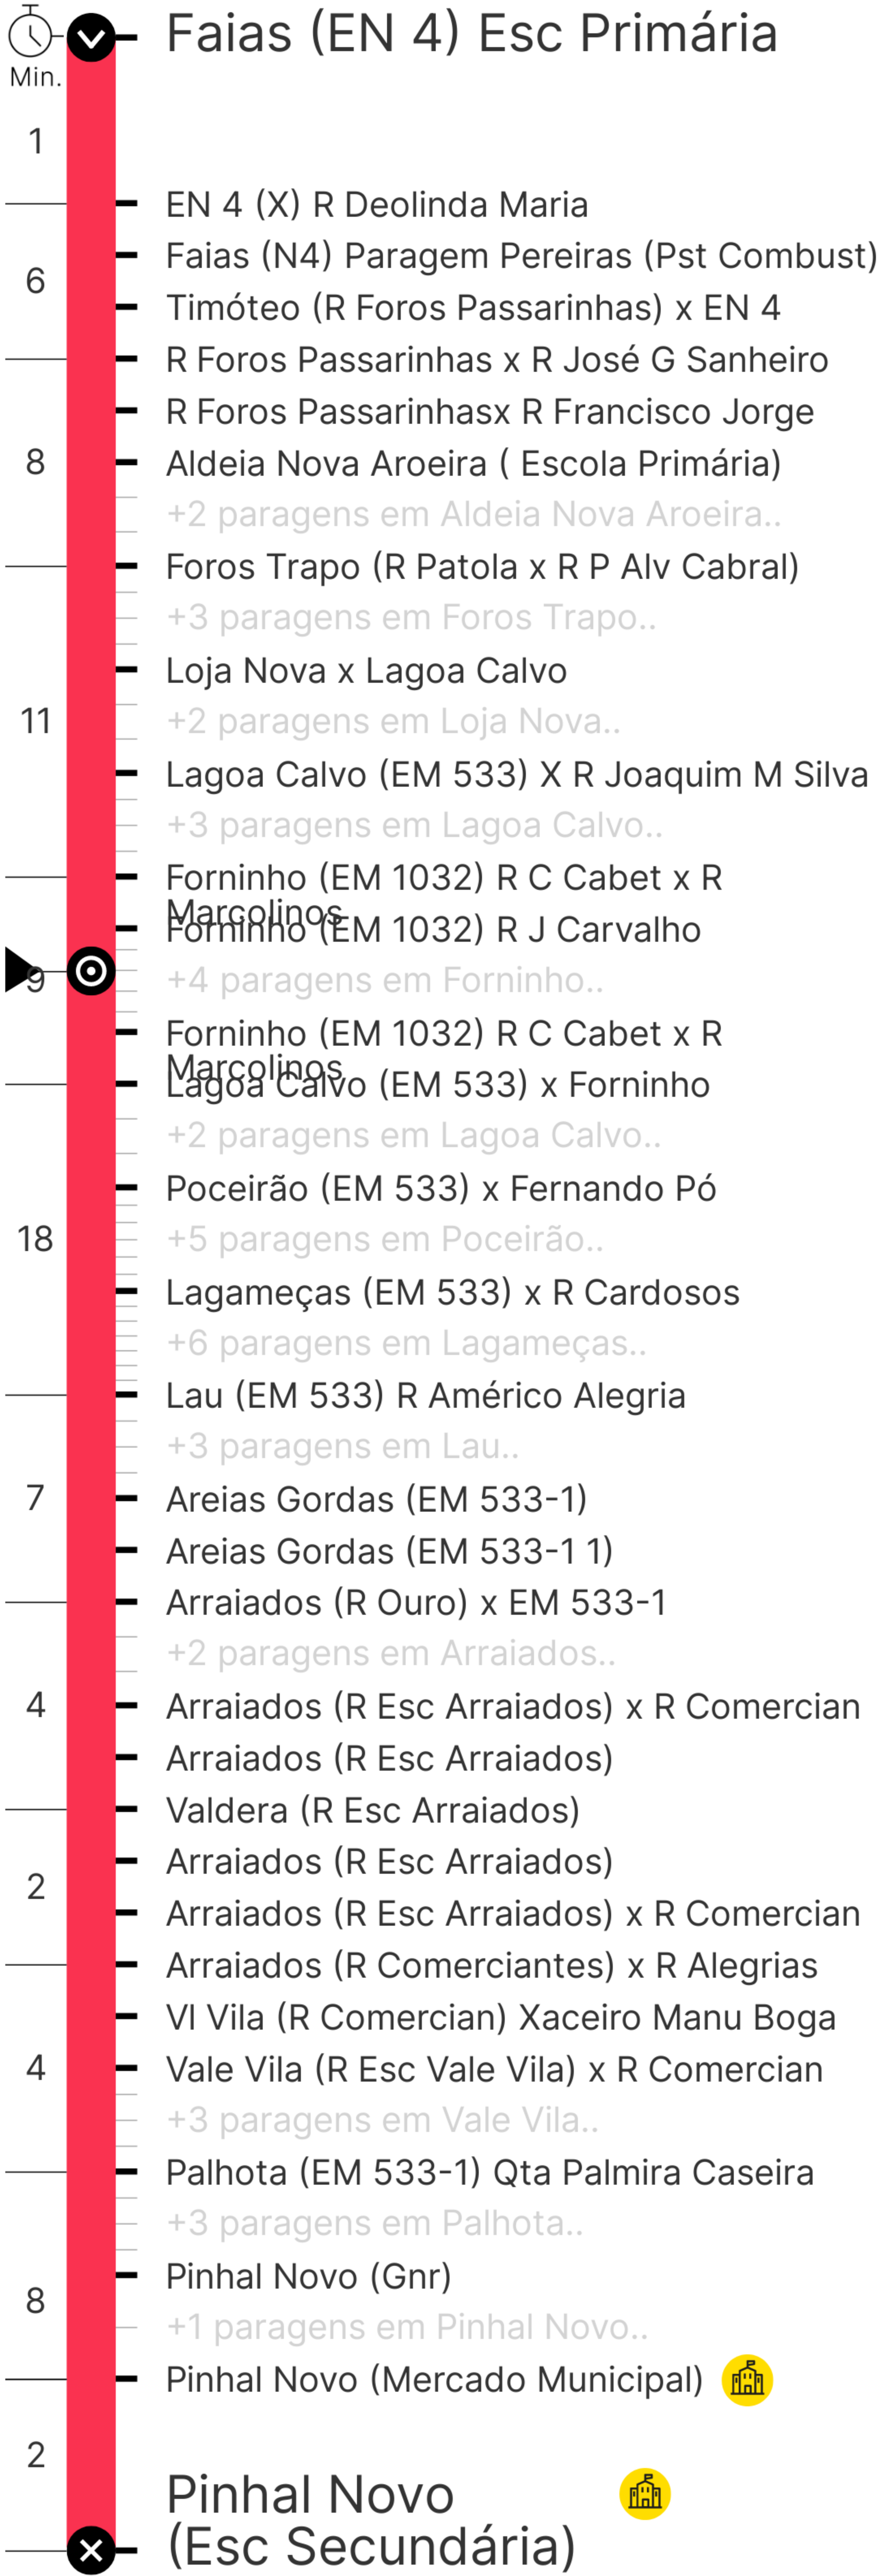 Faias (EN 4) Esc Primária
Min.
1
EN 4 (X) R Deolinda Maria
Faias (N4) Paragem Pereiras (Pst Combust)
6
Timóteo (R Foros Passarinhas) x EN 4
R Foros Passarinhas x R José G Sanheiro
R Foros Passarinhasx R Francisco Jorge
8
Aldeia Nova Aroeira ( Escola Primária)
+2 paragens em Aldeia Nova Aroeira..
Foros Trapo (R Patola x R P Alv Cabral)
+3 paragens em Foros Trapo..
Loja Nova x Lagoa Calvo
11
+2 paragens em Loja Nova..
Lagoa Calvo (EM 533) X R Joaquim M Silva
+3 paragens em Lagoa Calvo..
Forninho (EM 1032) R C Cabet x R
Marcolinos
Forninho (EM 1032) R J Carvalho
9
+4 paragens em Forninho..
Forninho (EM 1032) R C Cabet x R
Marcolinos
Lagoa Calvo (EM 533) x Forninho
+2 paragens em Lagoa Calvo..
Poceirão (EM 533) x Fernando Pó
18
+5 paragens em Poceirão..
Lagameças (EM 533) x R Cardosos
+6 paragens em Lagameças..
Lau (EM 533) R Américo Alegria
+3 paragens em Lau..
7
Areias Gordas (EM 533-1)
Areias Gordas (EM 533-1 1)
Arraiados (R Ouro) x EM 533-1
+2 paragens em Arraiados..
4
Arraiados (R Esc Arraiados) x R Comercian
Arraiados (R Esc Arraiados)
Valdera (R Esc Arraiados)
Arraiados (R Esc Arraiados)
2
Arraiados (R Esc Arraiados) x R Comercian
Arraiados (R Comerciantes) x R Alegrias
Vl Vila (R Comercian) Xaceiro Manu Boga
4
Vale Vila (R Esc Vale Vila) x R Comercian
+3 paragens em Vale Vila..
Palhota (EM 533-1) Qta Palmira Caseira
+3 paragens em Palhota..
Pinhal Novo (Gnr)
8
+1 paragens em Pinhal Novo..
Pinhal Novo (Mercado Municipal)
2
Pinhal Novo
(Esc Secundária)